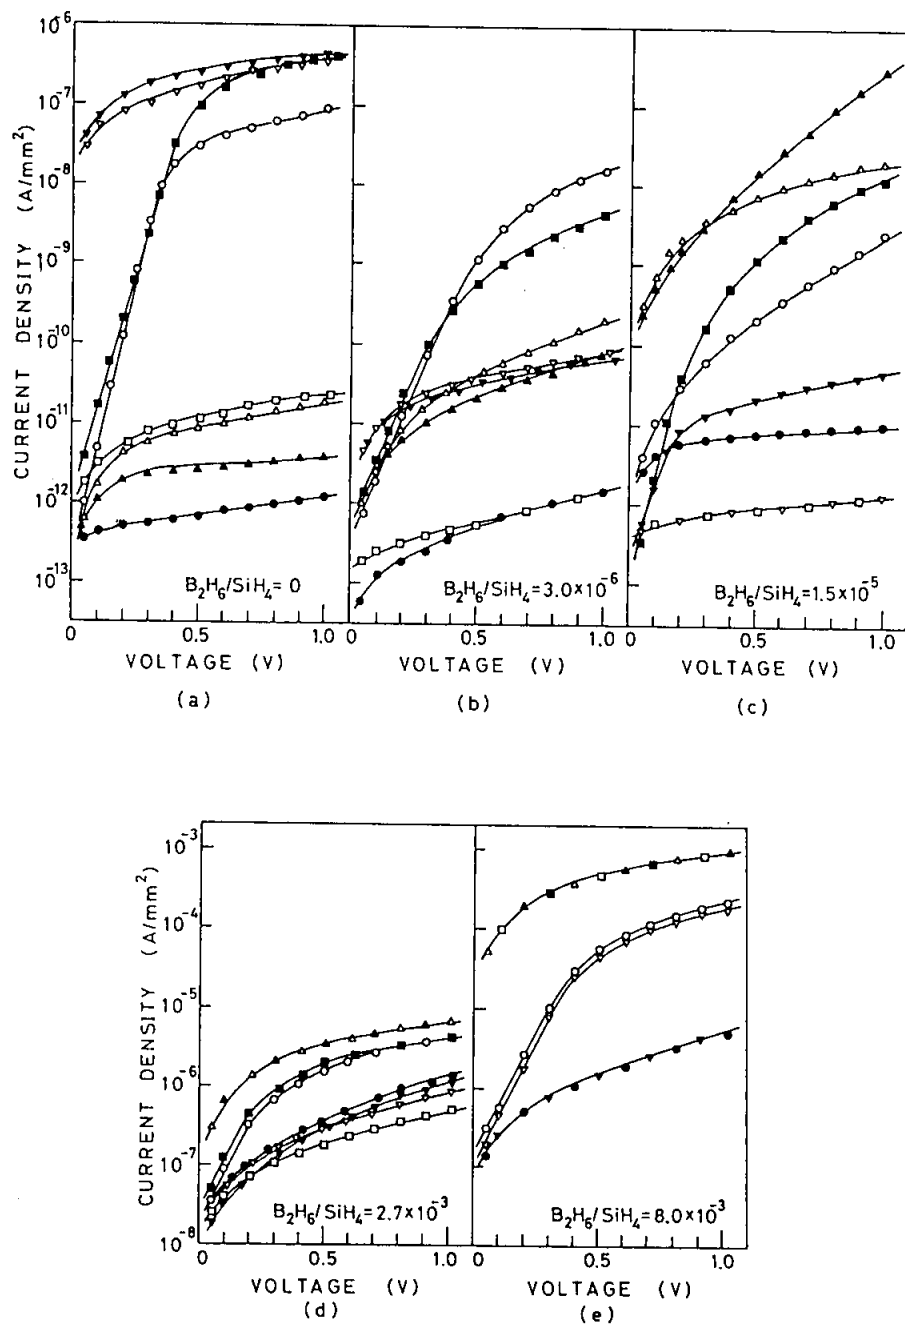 10⁻⁶
10⁻⁷
10⁻⁸
10⁻⁹
10⁻¹⁰
10⁻¹¹
10⁻¹²
10⁻¹³
CURRENT DENSITY (A/mm²)
B₂H₆/SiH₄=0
B₂H₆/SiH₄=3.0×10⁻⁶
B₂H₆/SiH₄=1.5×10⁻⁵
0 0.5 1.0
0 0.5 1.0
0 0.5 1.0
VOLTAGE (V)
VOLTAGE (V)
VOLTAGE (V)
(a)
(b)
(c)
10⁻³
10⁻⁴
10⁻⁵
10⁻⁶
10⁻⁷
10⁻⁸
CURRENT DENSITY (A/mm²)
B₂H₆/SiH₄=2.7×10⁻³
B₂H₆/SiH₄=8.0×10⁻³
0 0.5 1.0
0 0.5 1.0
VOLTAGE (V)
VOLTAGE (V)
(d)
(e)